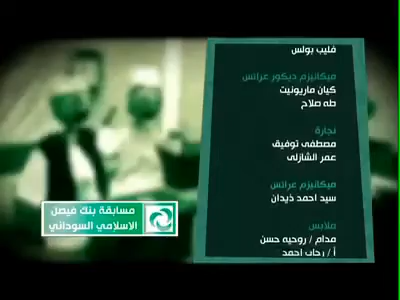 فليب بولس
ميكانيزم ديكور عرائس
كيان ماريونيت
طه صلاح
نجارة
مصطفى توفيق
عمر الشاذلى
ميكانيزم عرائس
سيد احمد ذيدان
ملابس
مدام / روحيه حسن
أ / رحاب احمد
مسابقة بنك فيصل
الاسلامي السوداني